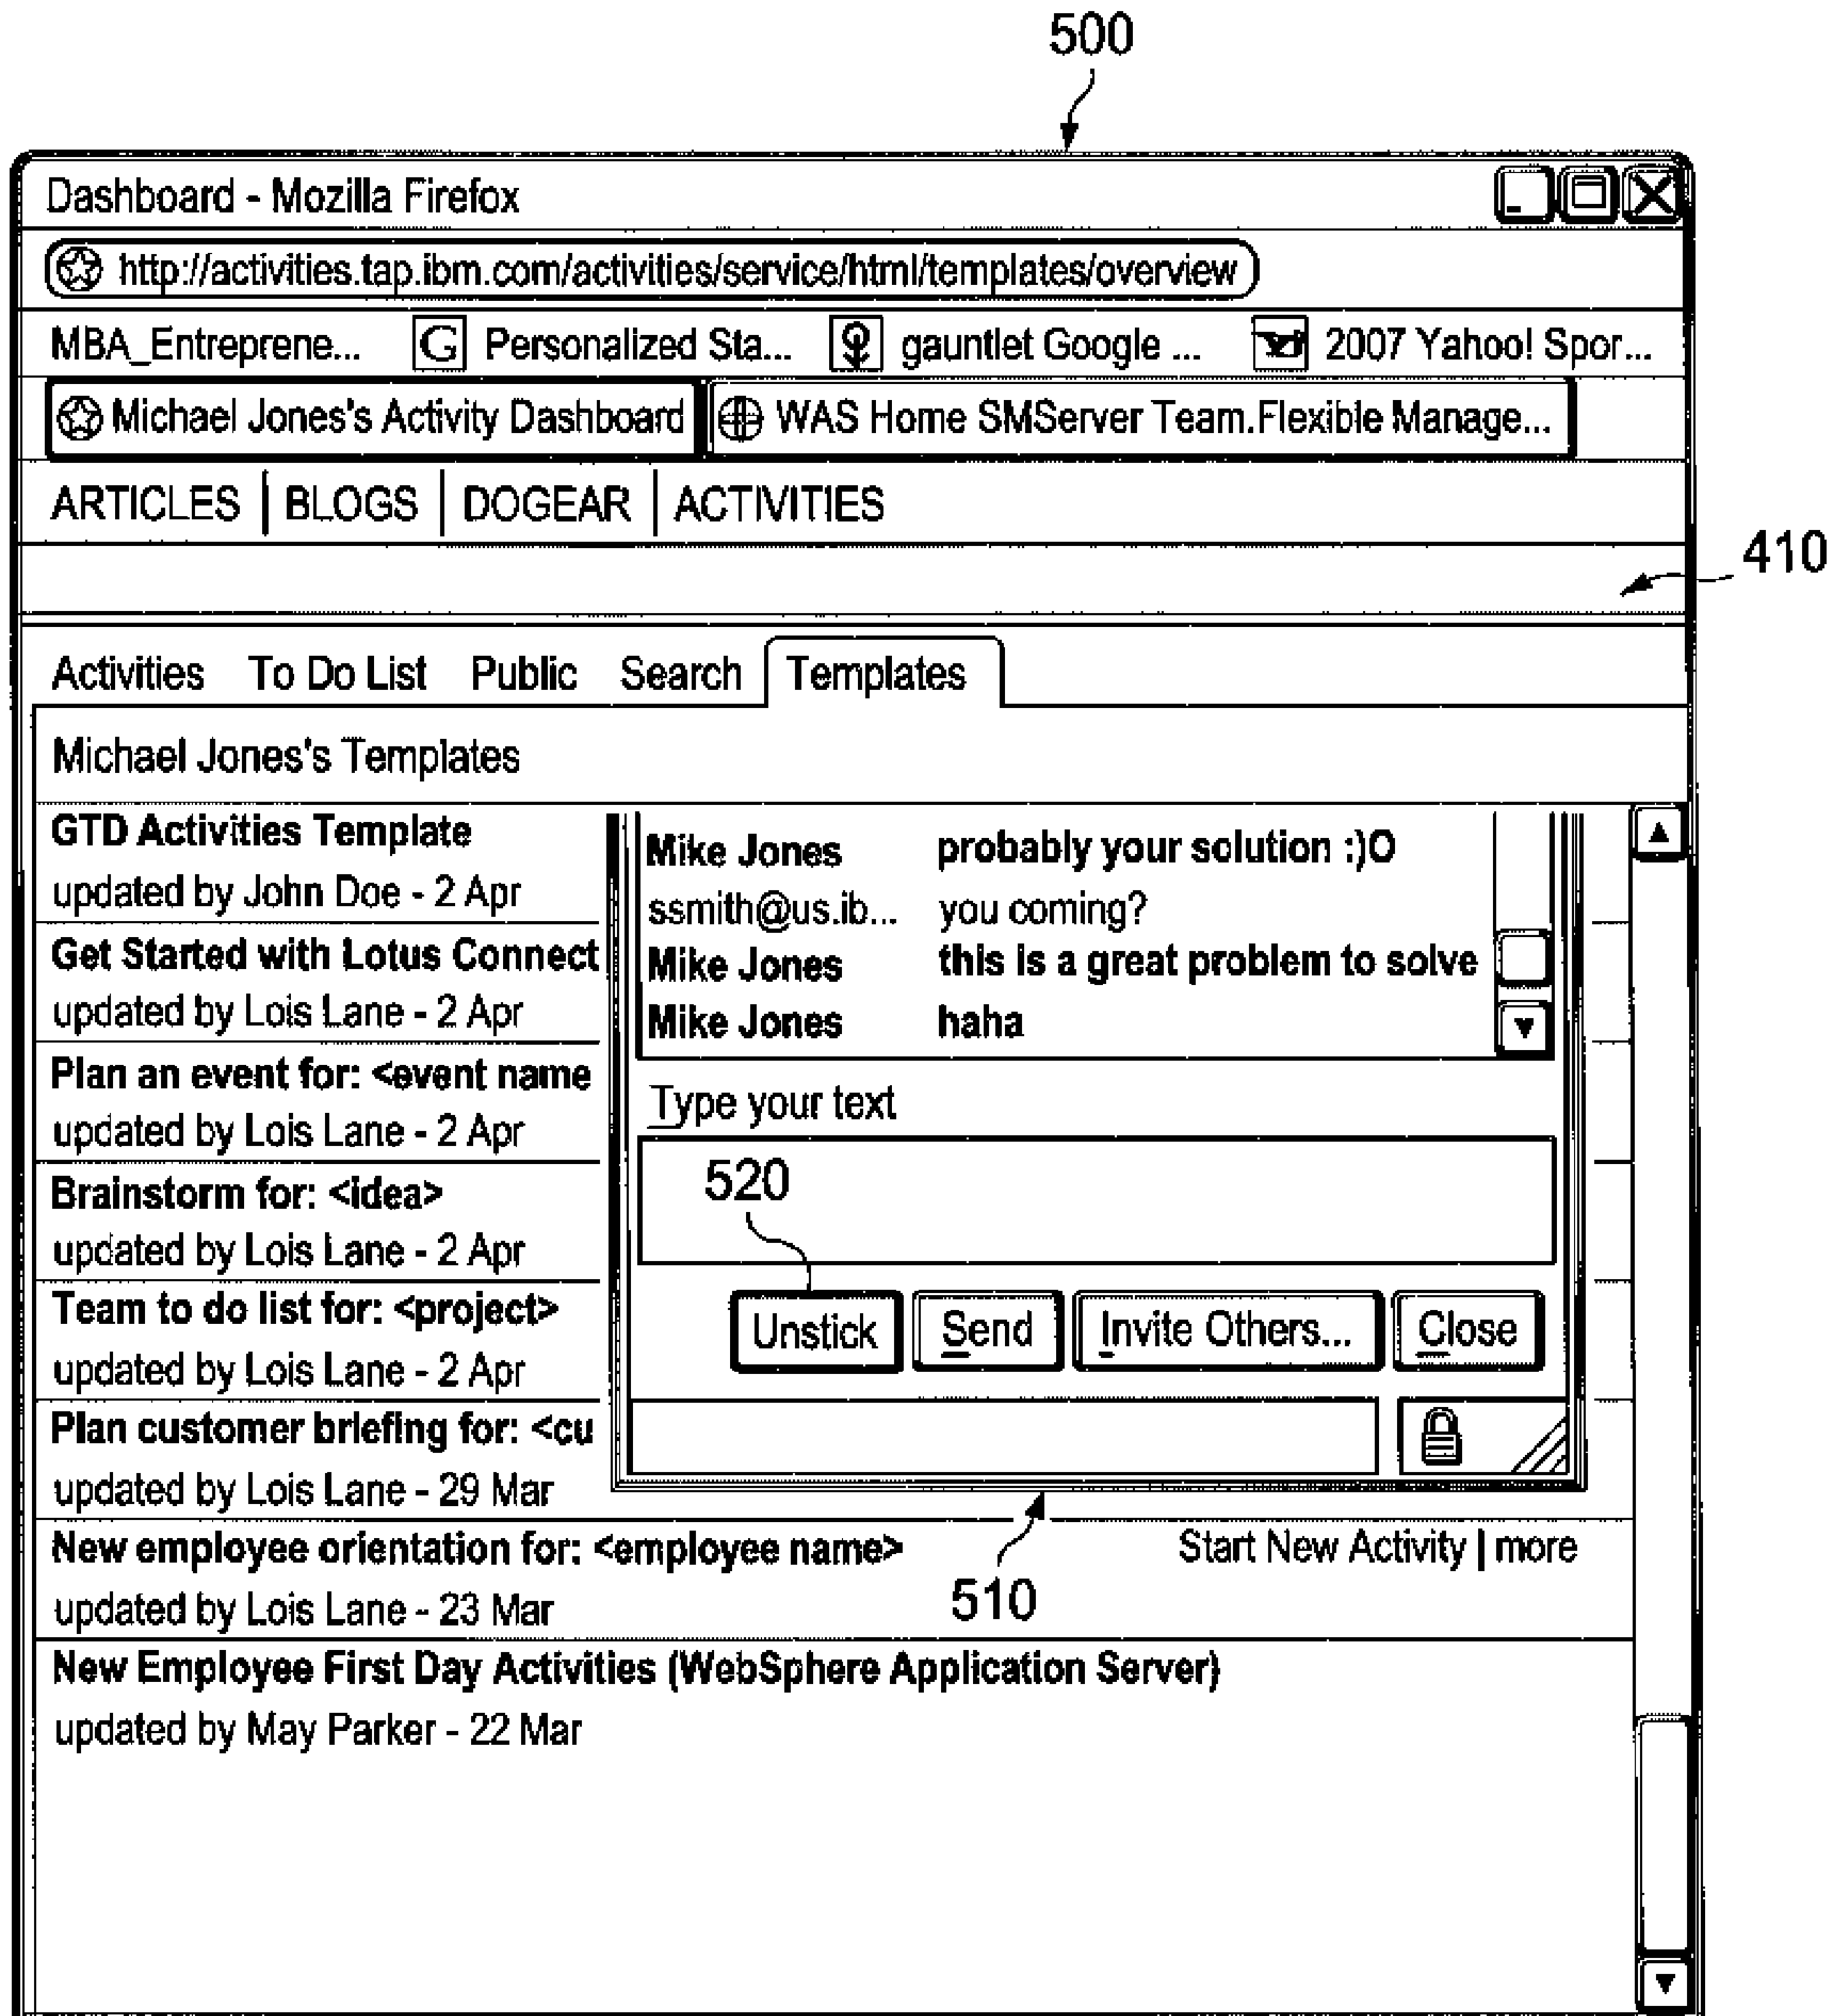 500
Dashboard - Mozilla Firefox
http://activities.tap.ibm.com/activities/service/html/templates/overview
MBA_Entreprene... G Personalized Sta... gauntlet Google ... 2007 Yahoo! Spor...
Michael Jones's Activity Dashboard WAS Home SMServer Team.Flexible Manage...
ARTICLES | BLOGS | DOGEAR | ACTIVITIES
410
Activities To Do List Public Search Templates
Michael Jones's Templates
GTD Activities Template
updated by John Doe - 2 Apr
Get Started with Lotus Connect
updated by Lois Lane - 2 Apr
Plan an event for: <event name
updated by Lois Lane - 2 Apr
Brainstorm for: <idea>
updated by Lois Lane - 2 Apr
Team to do list for: <project>
updated by Lois Lane - 2 Apr
Plan customer briefing for: <cu
updated by Lois Lane - 29 Mar
Mike Jones probably your solution :)O
ssmith@us.ib... you coming?
Mike Jones this is a great problem to solve
Mike Jones haha
Type your text
520
Unstick Send Invite Others... Close
510
New employee orientation for: <employee name> Start New Activity | more
updated by Lois Lane - 23 Mar
New Employee First Day Activities (WebSphere Application Server)
updated by May Parker - 22 Mar